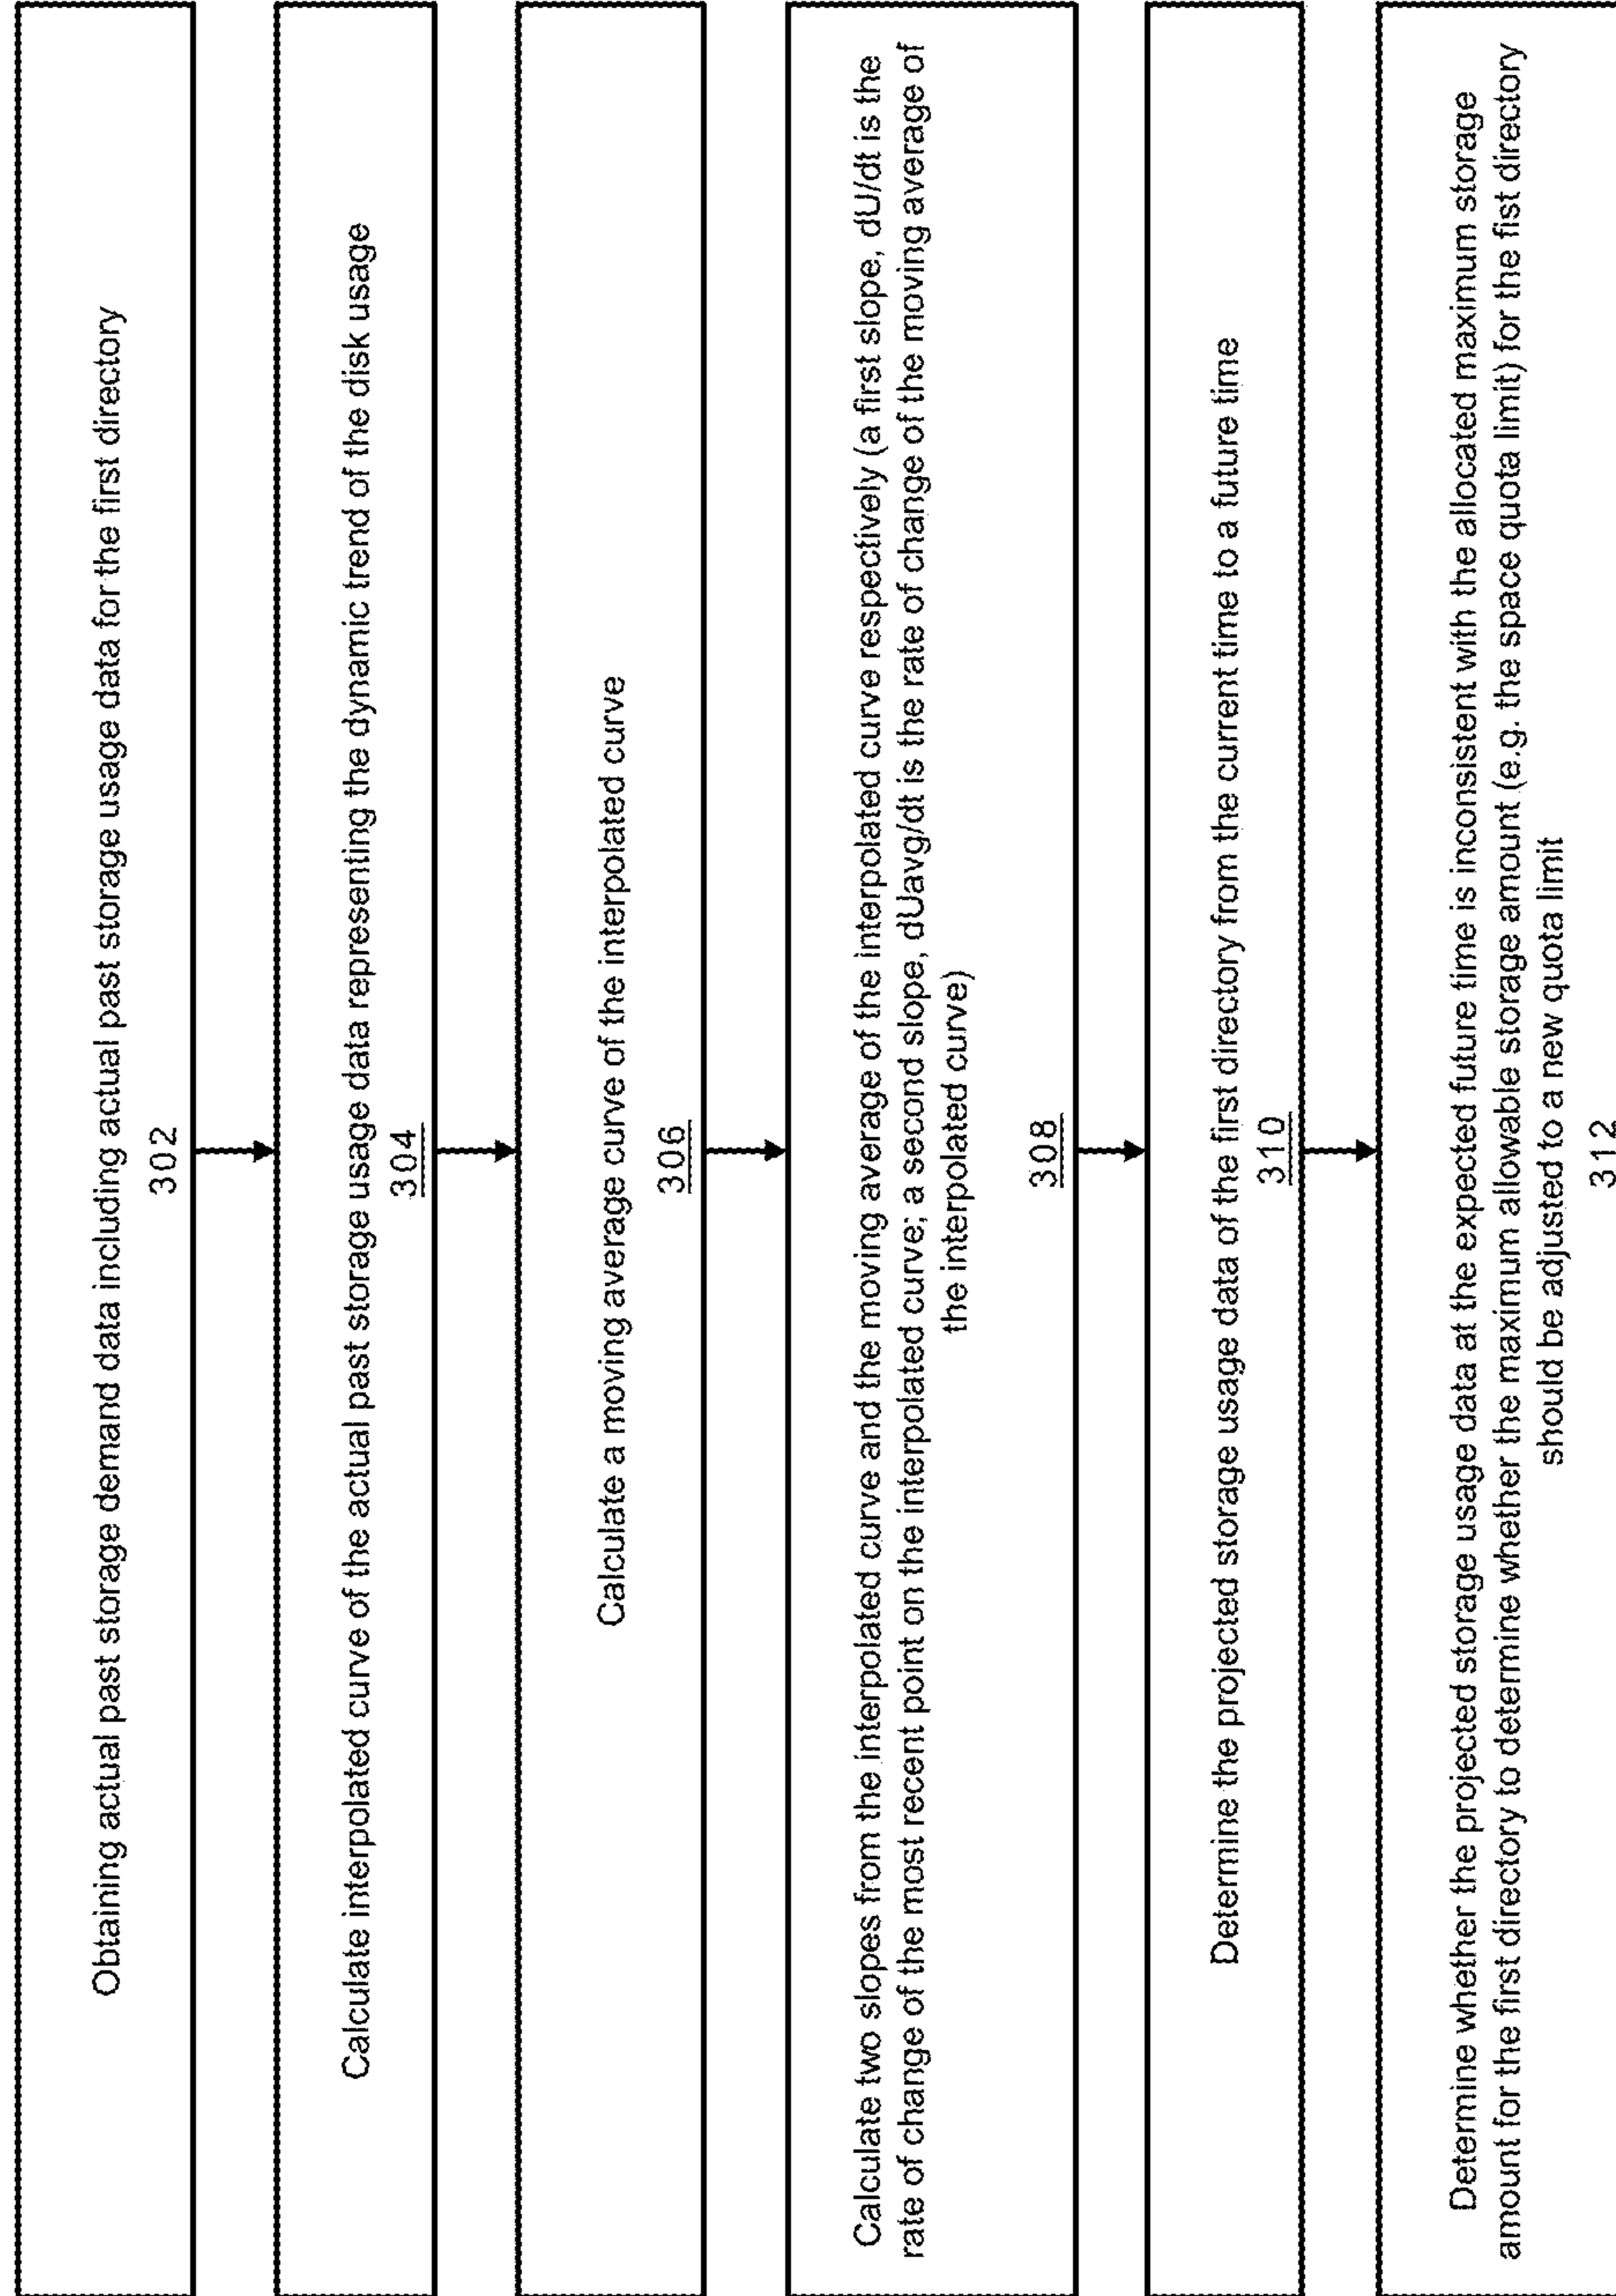 Obtaining actual past storage demand data including actual past storage usage data for the first directory
302
Calculate interpolated curve of the actual past storage usage data representing the dynamic trend of the disk usage
304
Calculate a moving average curve of the interpolated curve
306
Calculate two slopes from the interpolated curve and the moving average of the interpolated curve respectively (a first slope, dU/dt is the
rate of change of the most recent point on the interpolated curve; a second slope, dUavg/dt is the rate of change of the moving average of
the interpolated curve)
308
Determine the projected storage usage data of the first directory from the current time to a future time
310
Determine whether the projected storage usage data at the expected future time is inconsistent with the allocated maximum storage
amount for the first directory to determine whether the maximum allowable storage amount (e.g. the space quota limit) for the fist directory
should be adjusted to a new quota limit
312